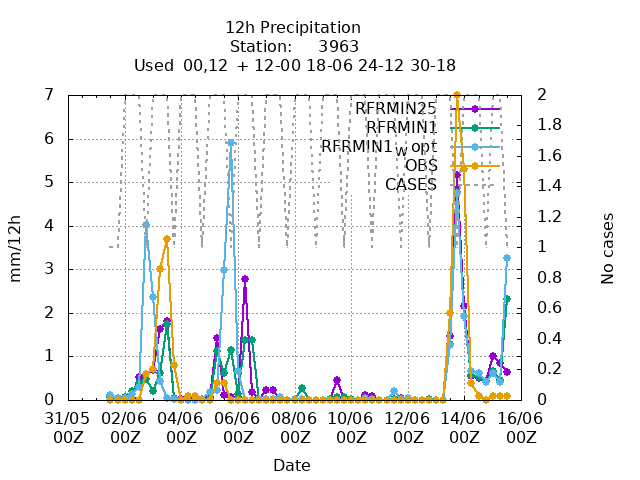 12h Precipitation
Station: 3963
Used 00,12 + 12-00 18-06 24-12 30-18
7 2
6 1.8
5 1.6
4 1.4
3 1.2
2 1
1 0.8
0 0.6
0.4
0.2
0
RFRMIN25
RFRMIN1
RFRMIN1w opt
OBS
CASES
mm/12h
No cases
31/05 02/06 04/06 06/06 08/06 10/06 12/06 14/06 16/06
00Z 00Z 00Z 00Z 00Z 00Z 00Z 00Z 00Z
Date